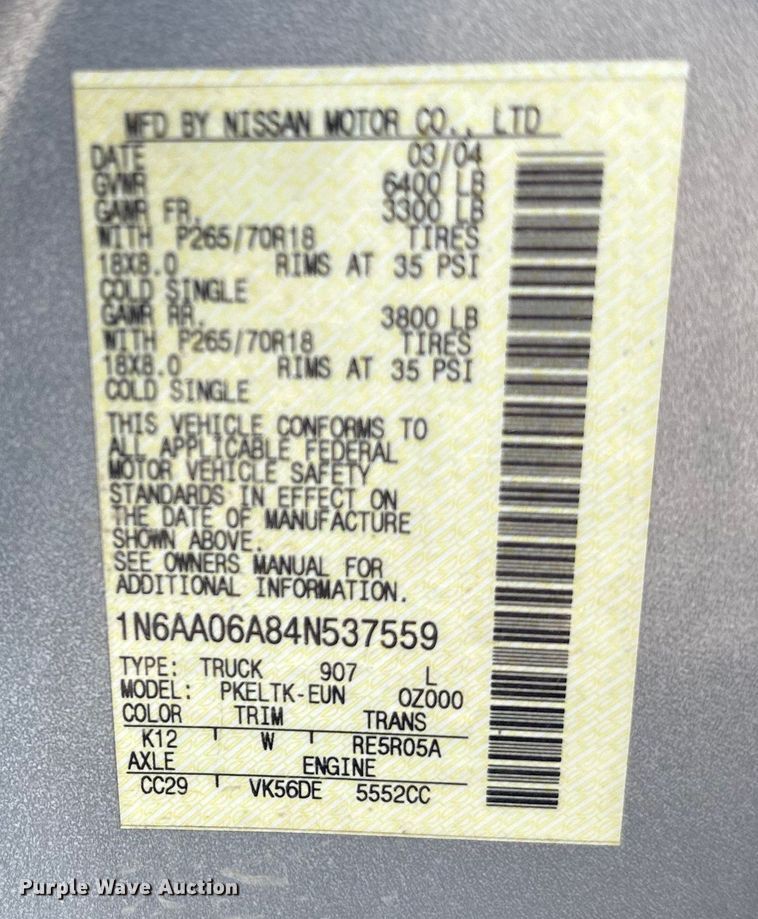 MFD BY NISSAN MOTOR CO., LTD
DATE 03/04
GVWR 6400 LB
GAWR FR. 3300 LB
WITH P265/70R18 TIRES
18X8.0 RIMS AT 35 PSI
COLD SINGLE
GAWR RR. 3800 LB
WITH P265/70R18 TIRES
18X8.0 RIMS AT 35 PSI
COLD SINGLE
THIS VEHICLE CONFORMS TO
ALL APPLICABLE FEDERAL
MOTOR VEHICLE SAFETY
STANDARDS IN EFFECT ON
THE DATE OF MANUFACTURE
SHOWN ABOVE.
SEE OWNERS MANUAL FOR
ADDITIONAL INFORMATION.
1N6AA06A84N537559
TYPE: TRUCK 907 L
MODEL: PKELTK-EUN OZ000
COLOR TRIM TRANS
K12 W RE5R05A
AXLE ENGINE
CC29 VK56DE 5552CC
Purple Wave Auction